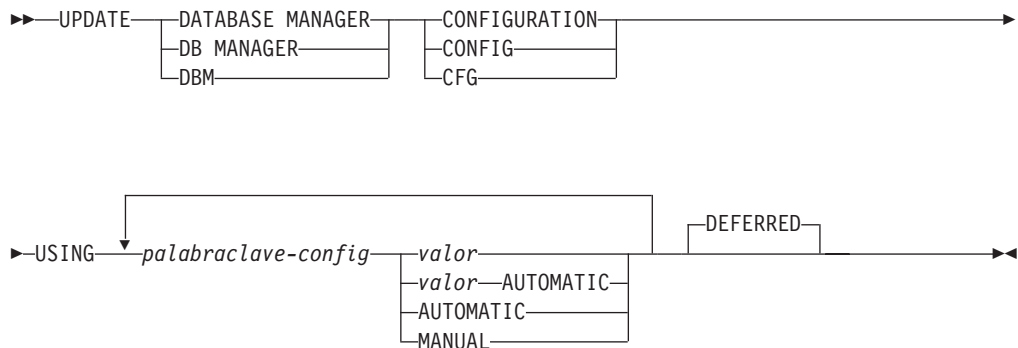 UPDATE DATABASE MANAGER CONFIGURATION
DB MANAGER CONFIG
DBM CFG
DEFERRED
USING palabraclave-config valor
valor AUTOMATIC
AUTOMATIC
MANUAL